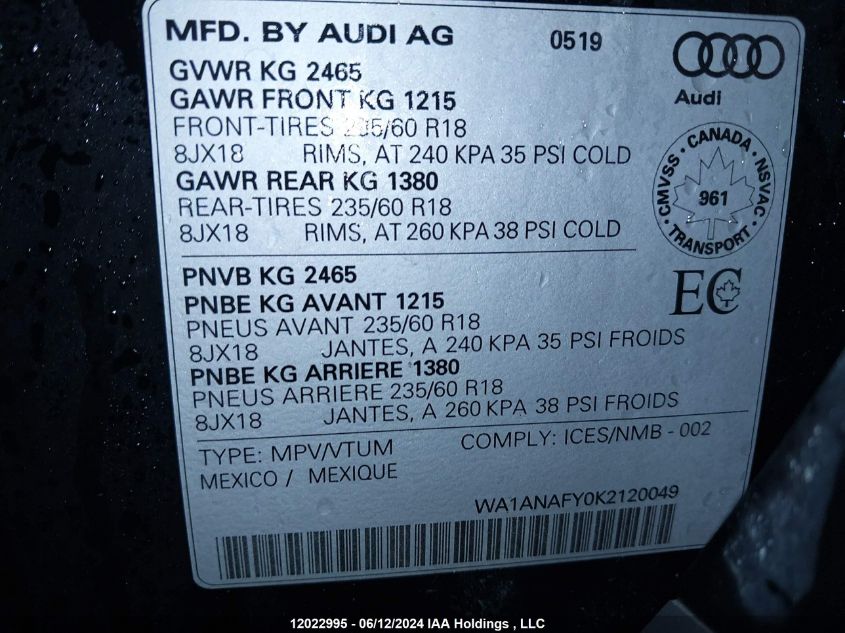 MFD. BY AUDI AG 0519
Audi
GVWR KG 2465
GAWR FRONT KG 1215
FRONT-TIRES 235/60 R18
8JX18 RIMS, AT 240 KPA 35 PSI COLD
GAWR REAR KG 1380
REAR-TIRES 235/60 R18
8JX18 RIMS, AT 260 KPA 38 PSI COLD
CMVSS • CANADA • NSVAC
961
• TRANSPORT •
PNVB KG 2465
PNBE KG AVANT 1215
PNEUS AVANT 235/60 R18
8JX18 JANTES, A 240 KPA 35 PSI FROIDS
PNBE KG ARRIERE 1380
PNEUS ARRIERE 235/60 R18
8JX18 JANTES, A 260 KPA 38 PSI FROIDS
EC
TYPE: MPV/VTUM COMPLY: ICES/NMB - 002
MEXICO / MEXIQUE
WA1ANAFY0K2120049
12022995 - 06/12/2024 IAA Holdings , LLC